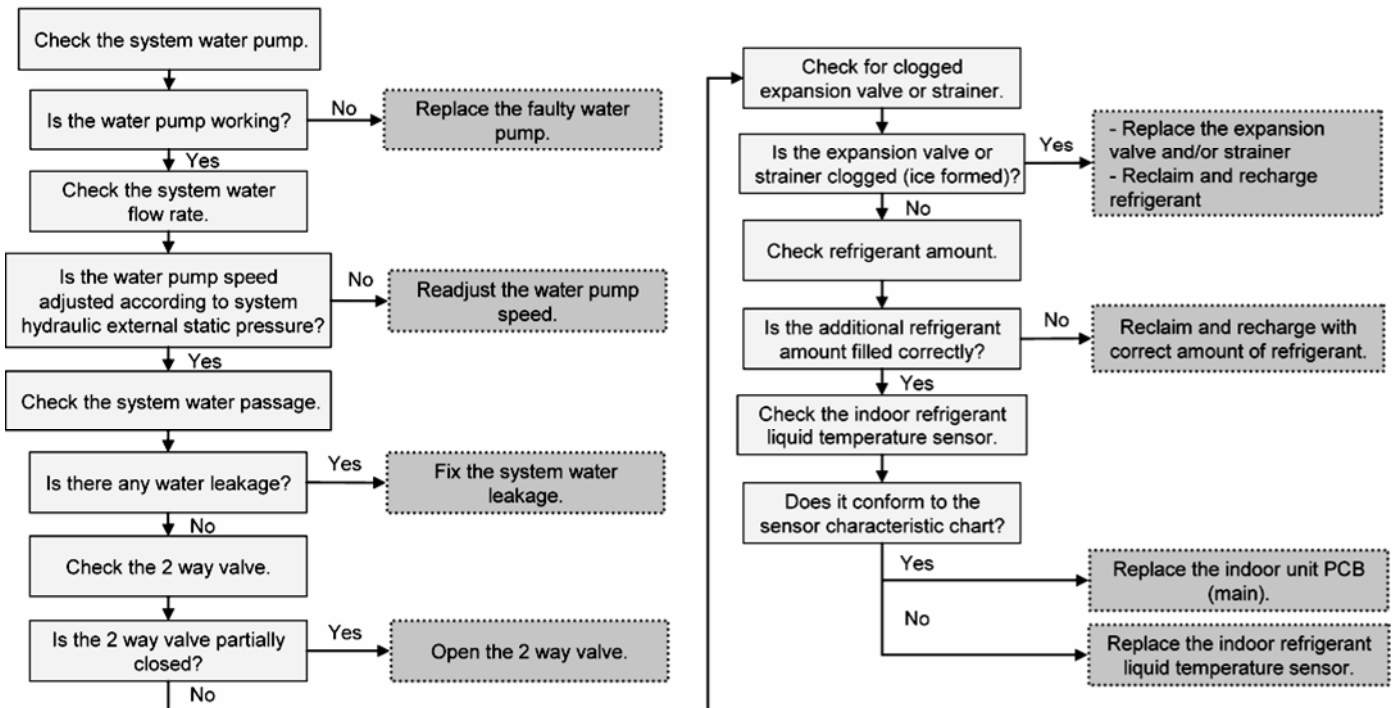 Check the system water pump.
Is the water pump working?
No
Replace the faulty water
pump.
Yes
Check the system water
flow rate.
Is the water pump speed
adjusted according to system
hydraulic external static pressure?
No
Readjust the water pump
speed.
Yes
Check the system water passage.
Is there any water leakage?
Yes
Fix the system water
leakage.
No
Check the 2 way valve.
Is the 2 way valve partially
closed?
Yes
Open the 2 way valve.
No
Check for clogged
expansion valve or strainer.
Is the expansion valve or
strainer clogged (ice formed)?
Yes
- Replace the expansion
valve and/or strainer
- Reclaim and recharge
refrigerant
No
Check refrigerant amount.
Is the additional refrigerant
amount filled correctly?
No
Reclaim and recharge with
correct amount of refrigerant.
Yes
Check the indoor refrigerant
liquid temperature sensor.
Does it conform to the
sensor characteristic chart?
Yes
Replace the indoor unit PCB
(main).
No
Replace the indoor refrigerant
liquid temperature sensor.